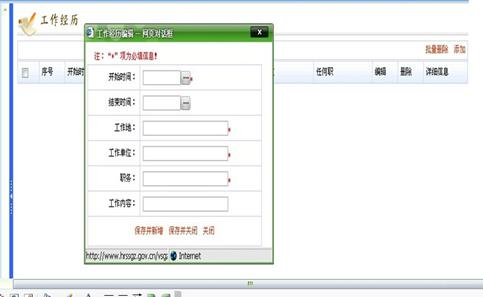 工作经历
工作经历编辑 -- 网页对话框
注：“*”项为必填信息!
批量删除 添加
序号 开始时 任何职 编辑 删除 详细信息
开始时间： ... *
结束时间： ...
工作地： *
工作单位： *
职务： *
工作内容：
保存并新增 保存并关闭 关闭
http://www.hrssgz.gov.cn/vsg: Internet